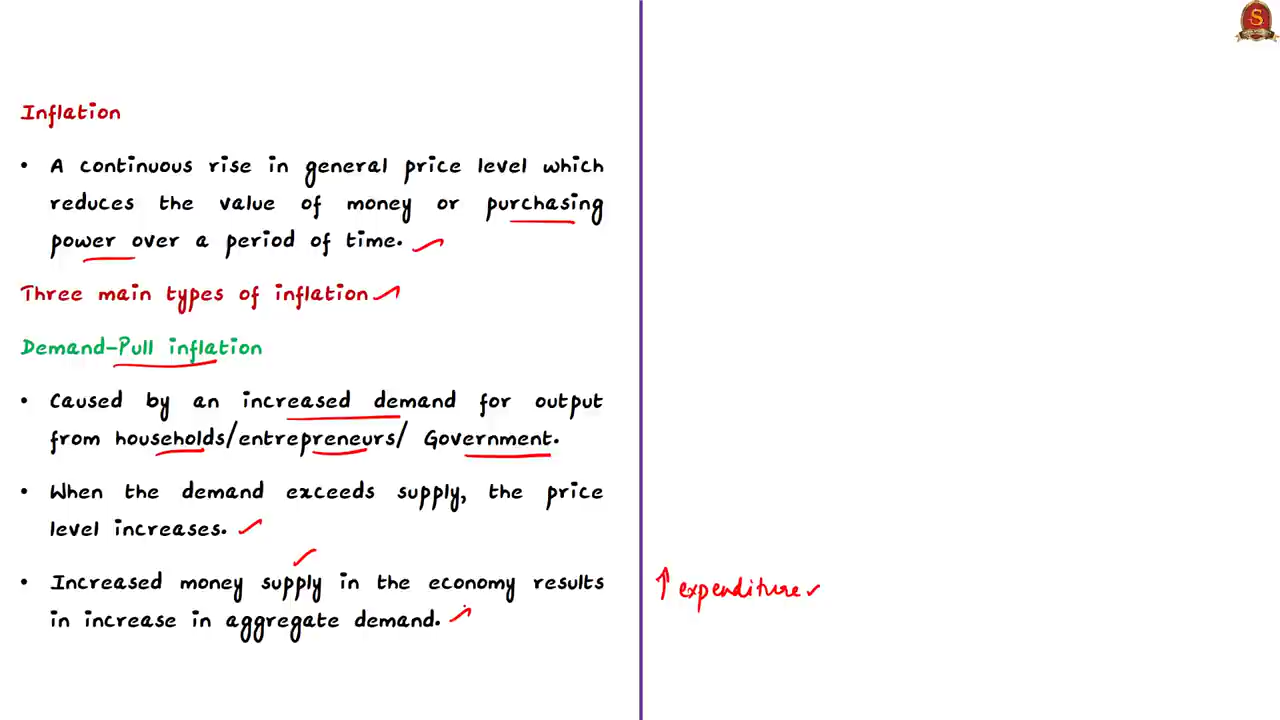 Inflation
• A continuous rise in general price level which
reduces the value of money or purchasing
power over a period of time.
Three main types of inflation
Demand-Pull inflation
• Caused by an increased demand for output
from households/entrepreneurs/ Government.
• When the demand exceeds supply, the price
level increases.
• Increased money supply in the economy results
in increase in aggregate demand.
↑ expenditure
S